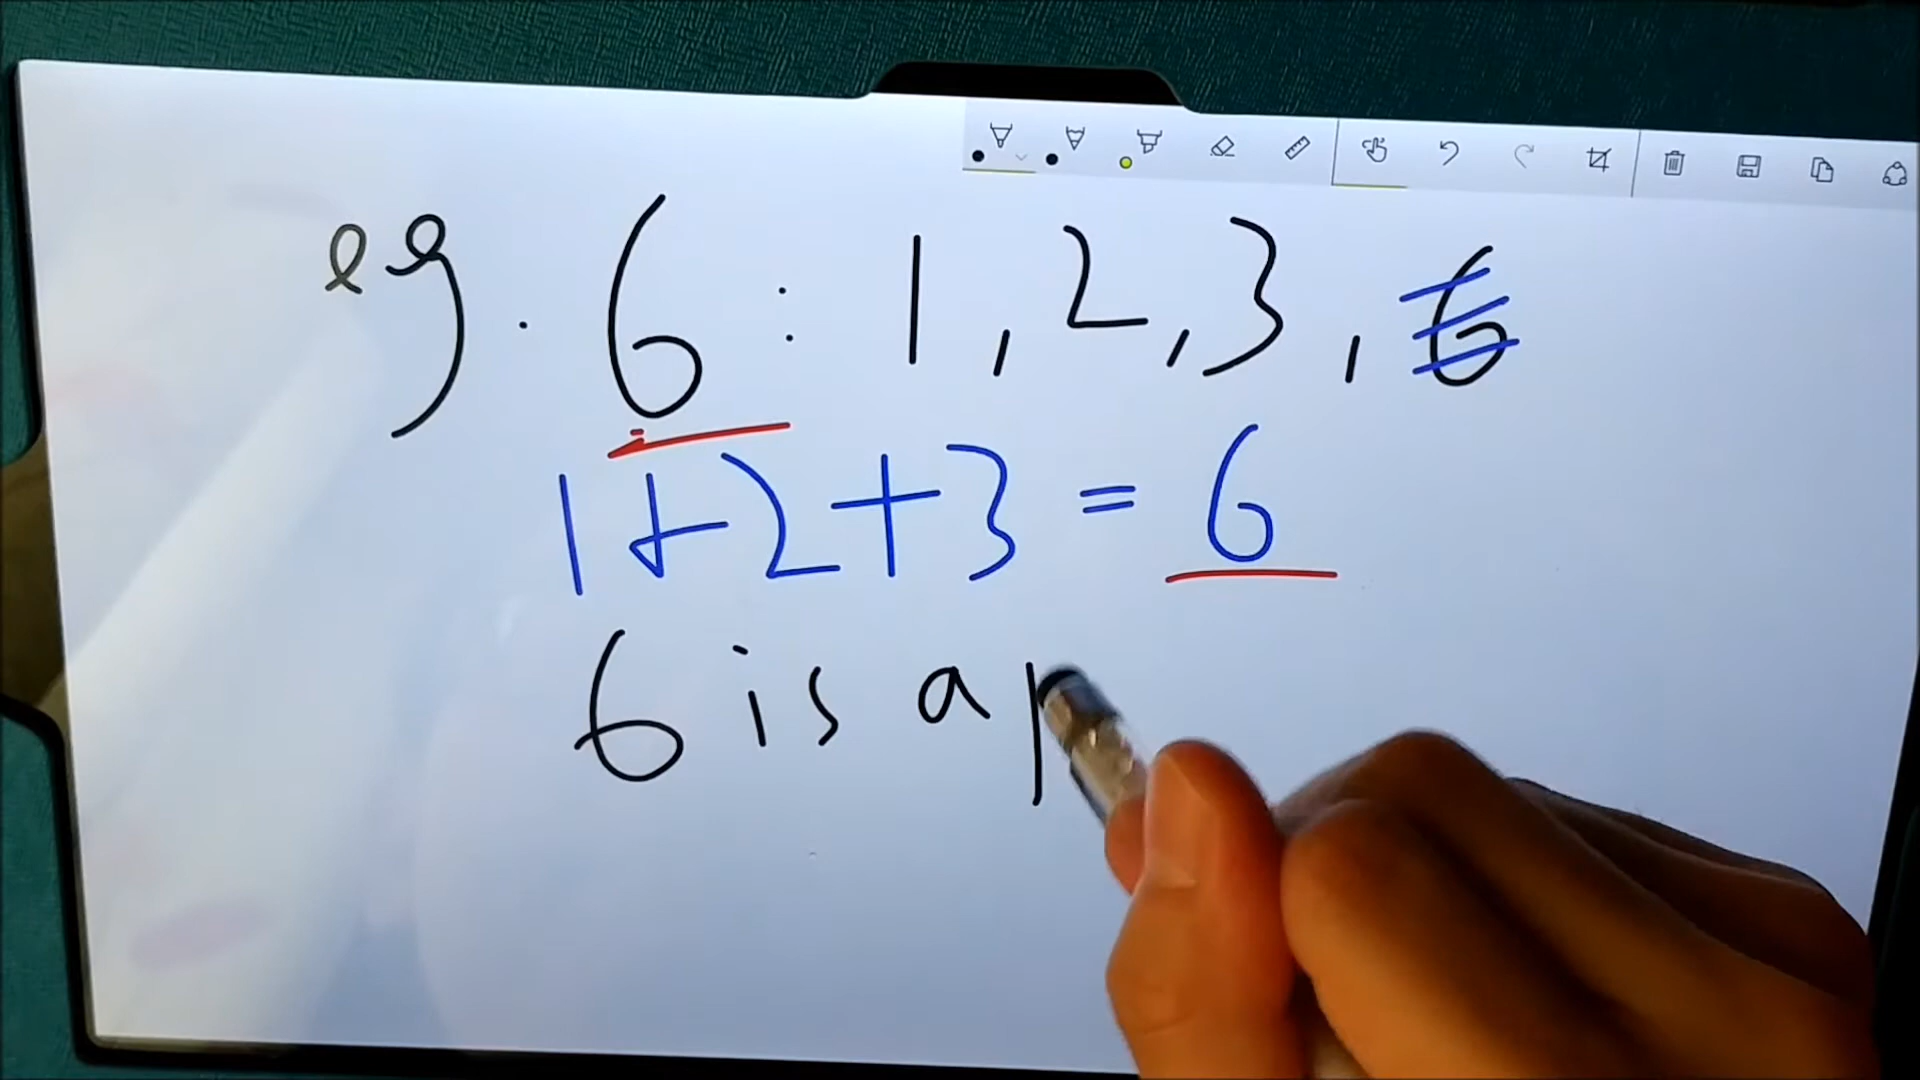 eg. 6 : 1, 2, 3, 6
1+2+3 = 6
6 is a p